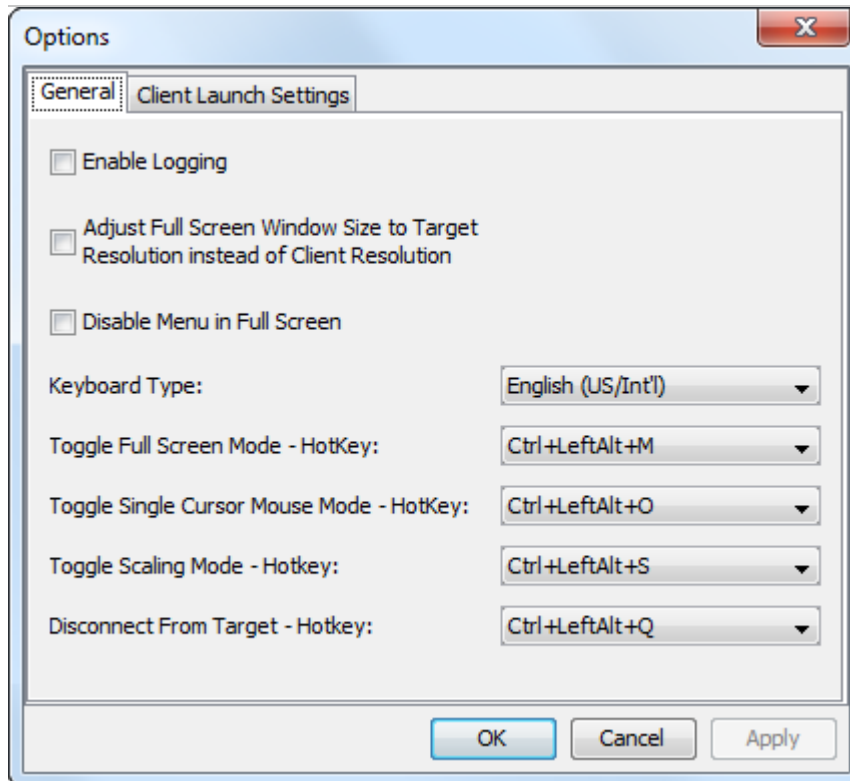 Options
General
Client Launch Settings
Enable Logging
Adjust Full Screen Window Size to Target
Resolution instead of Client Resolution
Disable Menu in Full Screen
Keyboard Type:
English (US/Int'l)
Toggle Full Screen Mode - HotKey:
Ctrl+LeftAlt+M
Toggle Single Cursor Mouse Mode - HotKey:
Ctrl+LeftAlt+O
Toggle Scaling Mode - Hotkey:
Ctrl+LeftAlt+S
Disconnect From Target - Hotkey:
Ctrl+LeftAlt+Q
OK
Cancel
Apply